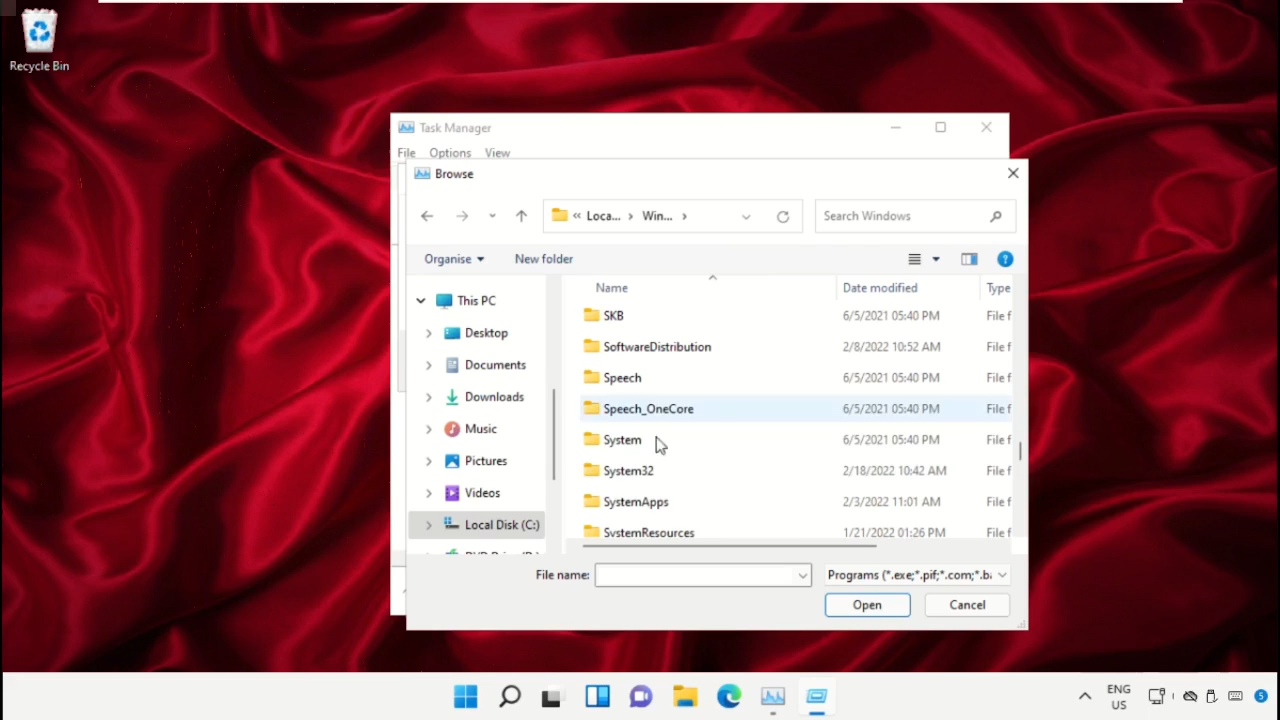 Recycle Bin
Task Manager
File Options View
Browse
« Loca... › Win... ›
Search Windows
Organise New folder
Name Date modified Type
This PC
Desktop
Documents
Downloads
Music
Pictures
Videos
Local Disk (C:)
SKB 6/5/2021 05:40 PM File f
SoftwareDistribution 2/8/2022 10:52 AM File f
Speech 6/5/2021 05:40 PM File f
Speech_OneCore 6/5/2021 05:40 PM File f
System 6/5/2021 05:40 PM File f
System32 2/18/2022 10:42 AM File f
SystemApps 2/3/2022 11:01 AM File f
SystemResources 1/21/2022 01:26 PM File f
File name:
Programs (*.exe;*.pif;*.com;*.ba
Open Cancel
ENG
US
5